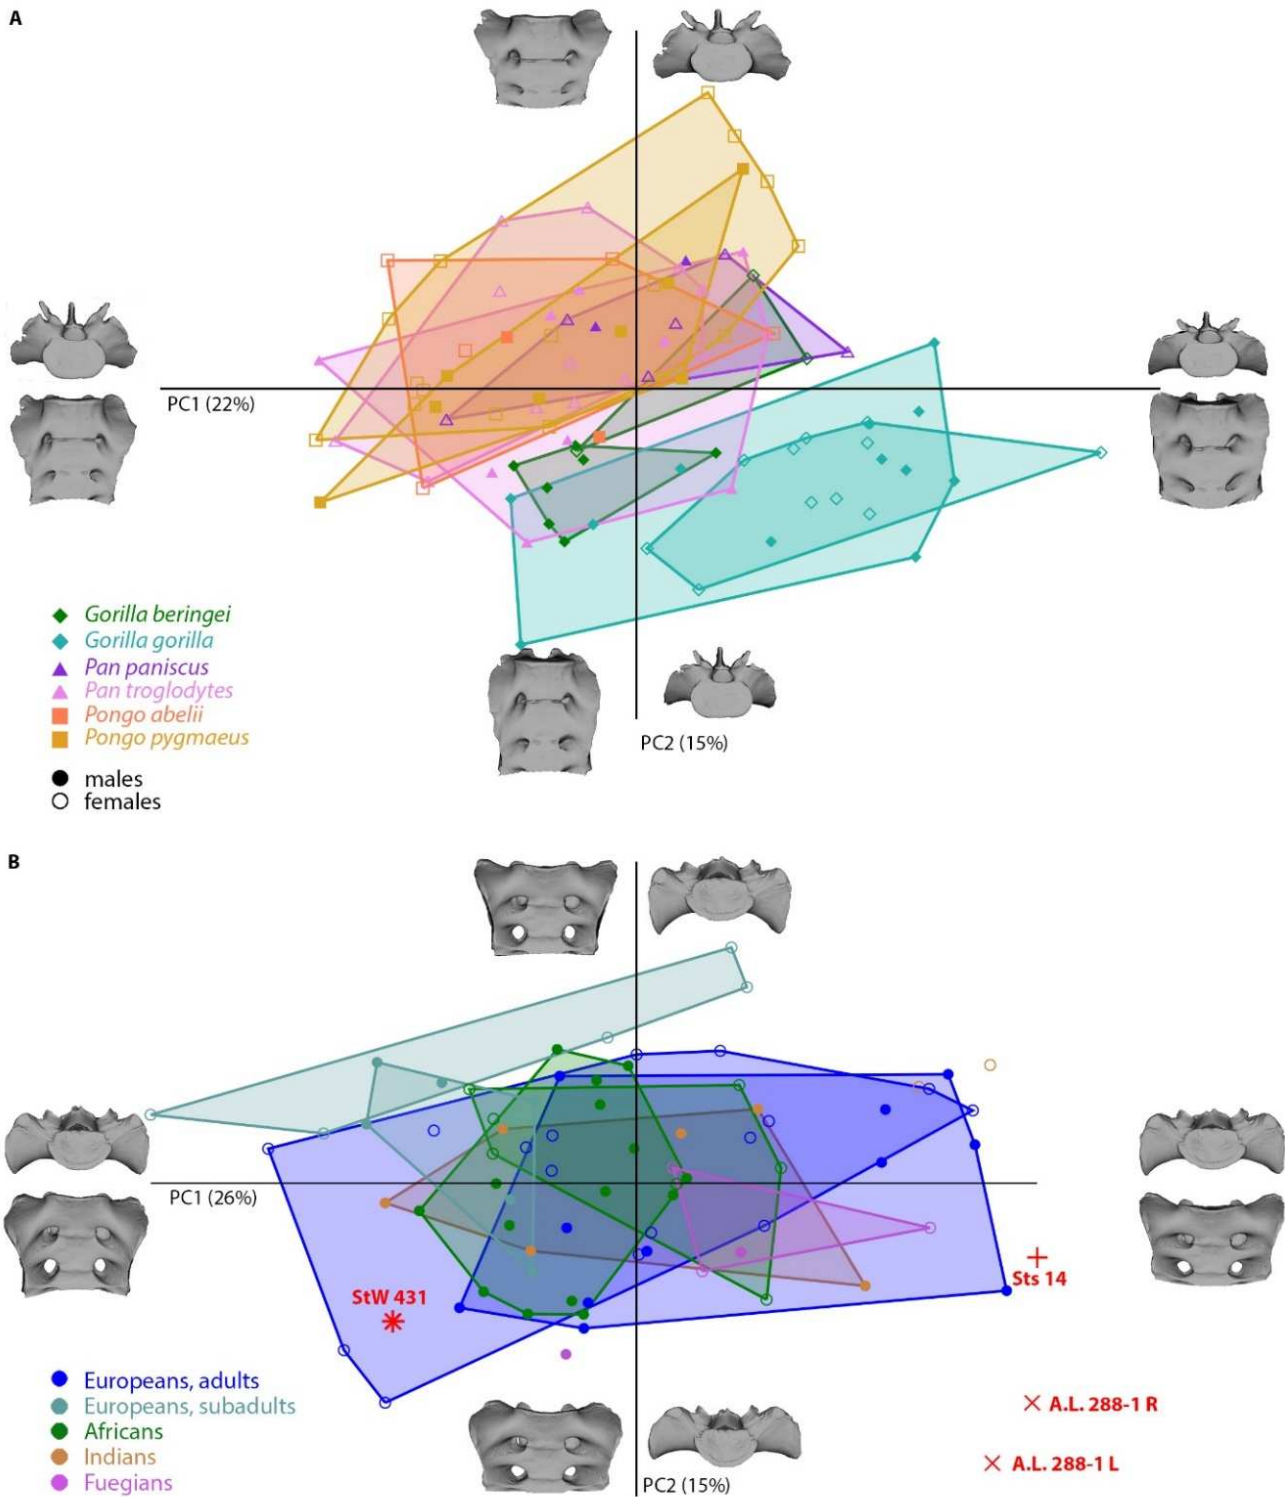 A
PC1 (22%)
Gorilla beringei
Gorilla gorilla
Pan paniscus
Pan troglodytes
Pongo abelii
Pongo pygmaeus
PC2 (15%)
males
females
B
PC1 (26%)
Sts 14
StW 431
Europeans, adults
Europeans, subadults
Africans
Indians
Fuegians
A.L. 288-1 R
A.L. 288-1 L
PC2 (15%)